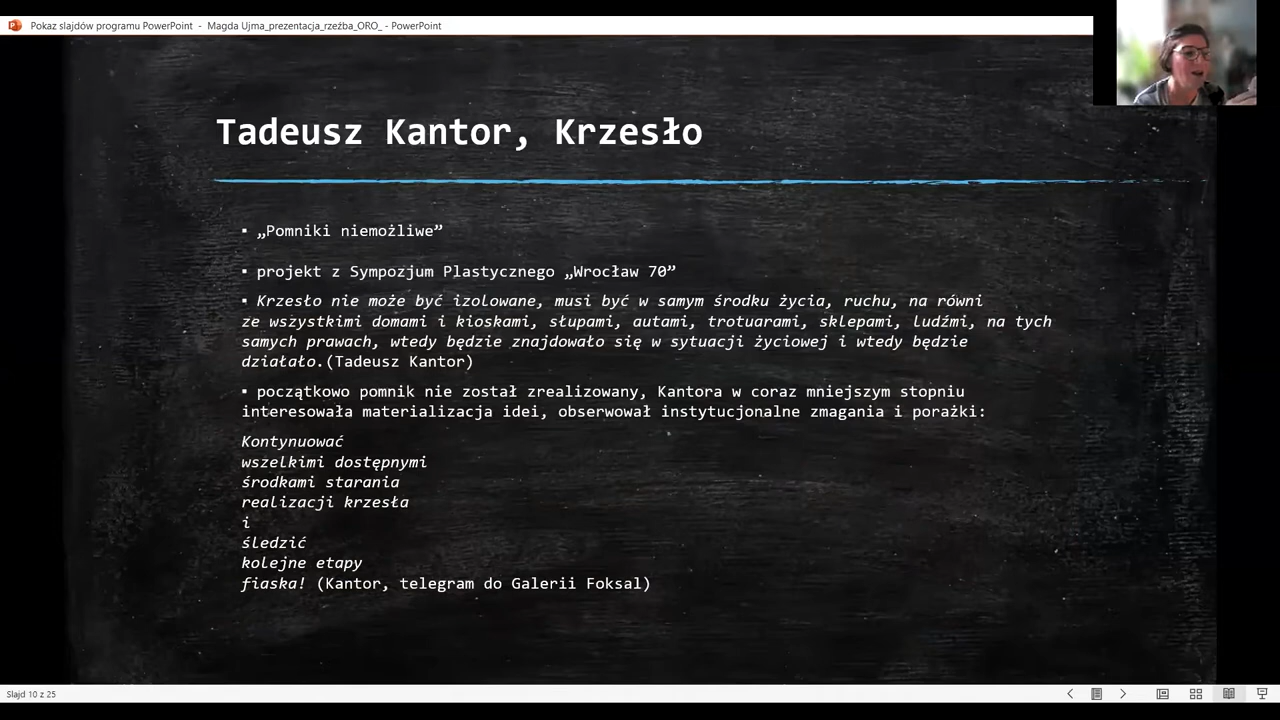 Pokaz slajdów programu PowerPoint - Magda Ujma_prezentacja_rzeźba_ORO_ - PowerPoint
Tadeusz Kantor, Krzesło
▪ „Pomniki niemożliwe”
▪ projekt z Sympozjum Plastycznego „Wrocław 70”
▪ Krzesło nie może być izolowane, musi być w samym środku życia, ruchu, na równi
ze wszystkimi domami i kioskami, słupami, autami, trotuarami, sklepami, ludźmi, na tych
samych prawach, wtedy będzie znajdowało się w sytuacji życiowej i wtedy będzie
działało.(Tadeusz Kantor)
▪ początkowo pomnik nie został zrealizowany, Kantora w coraz mniejszym stopniu
interesowała materializacja idei, obserwował instytucjonalne zmagania i porażki:
Kontynuować
wszelkimi dostępnymi
środkami starania
realizacji krzesła
i
śledzić
kolejne etapy
fiaska! (Kantor, telegram do Galerii Foksal)
Slajd 10 z 25